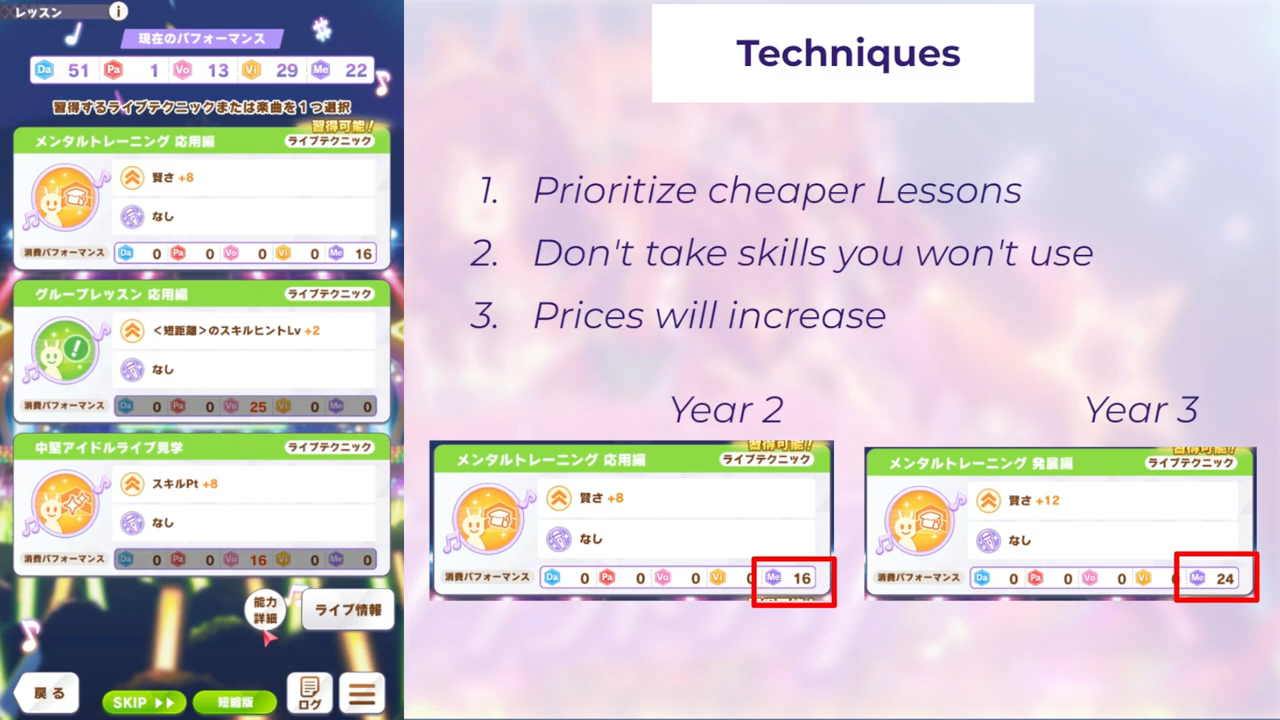 レッスン
i
現在のパフォーマンス
Da 51 Pa 1 Vo 13 Vi 29 Me 22
習得するライブテクニックまたは楽曲を1つ選択
習得可能!
メンタルトレーニング 応用編 ライブテクニック
賢さ +8
なし
消費パフォーマンス Da 0 Pa 0 Vo 0 Vi 0 Me 16
グループレッスン 応用編 ライブテクニック
<短距離>のスキルヒントLv +2
なし
消費パフォーマンス Da 0 Pa 0 Vo 25 Vi 0 Me 0
中堅アイドルライブ見学 ライブテクニック
スキルPt +8
なし
消費パフォーマンス Da 0 Pa 0 Vo 16 Vi 0 Me 0
能力
詳細
ライブ情報
戻る
SKIP
短縮版
ログ
Techniques
1. Prioritize cheaper Lessons
2. Don't take skills you won't use
3. Prices will increase
Year 2
習得可能!
メンタルトレーニング 応用編 ライブテクニック
賢さ +8
なし
消費パフォーマンス Da 0 Pa 0 Vo 0 Vi 0 Me 16
Year 3
習得可能!
メンタルトレーニング 発展編 ライブテクニック
賢さ +12
なし
消費パフォーマンス Da 0 Pa 0 Vo 0 Vi 0 Me 24